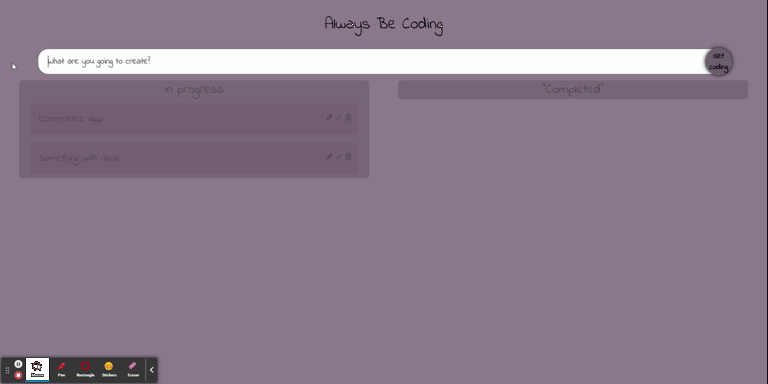 Always Be Coding
What are you going to create?
Get
coding
In progress
"Completed"
Ecommerce app
Something with Java
Pen
Rectangle
Stickers
Eraser